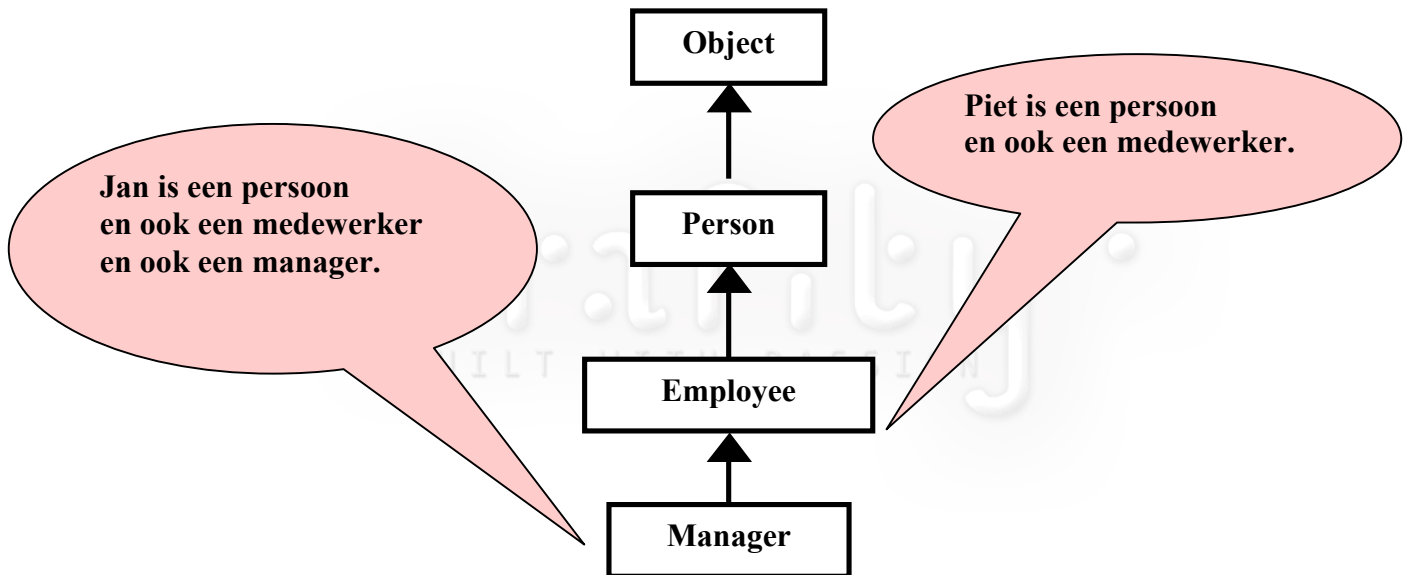 Object
Piet is een persoon
en ook een medewerker.
Jan is een persoon
en ook een medewerker
en ook een manager.
Person
Employee
Manager